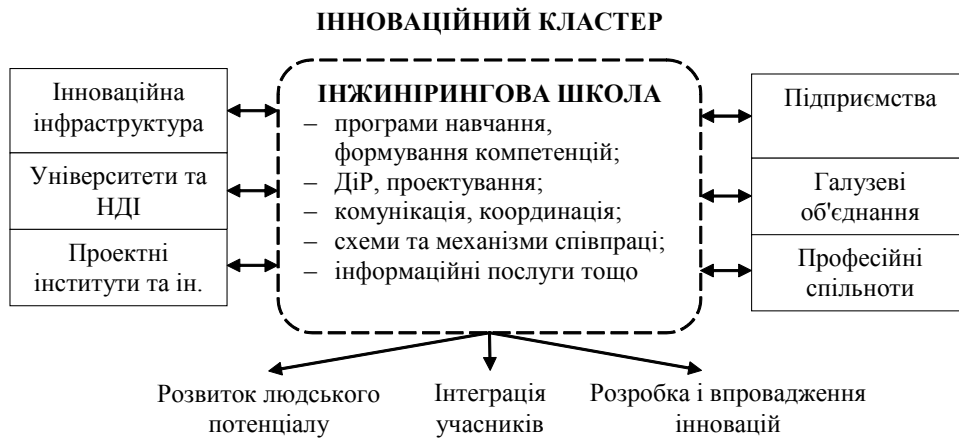 ІННОВАЦІЙНИЙ КЛАСТЕР
Інноваційна
інфраструктура
Університети та
НДІ
Проектні
інститути та ін.
ІНЖИНІРИНГОВА ШКОЛА
– програми навчання,
формування компетенцій;
– ДіР, проектування;
– комунікація, координація;
– схеми та механізми співпраці;
– інформаційні послуги тощо
Підприємства
Галузеві
об'єднання
Професійні
спільноти
Розвиток людського
потенціалу
Інтеграція
учасників
Розробка і впровадження
інновацій